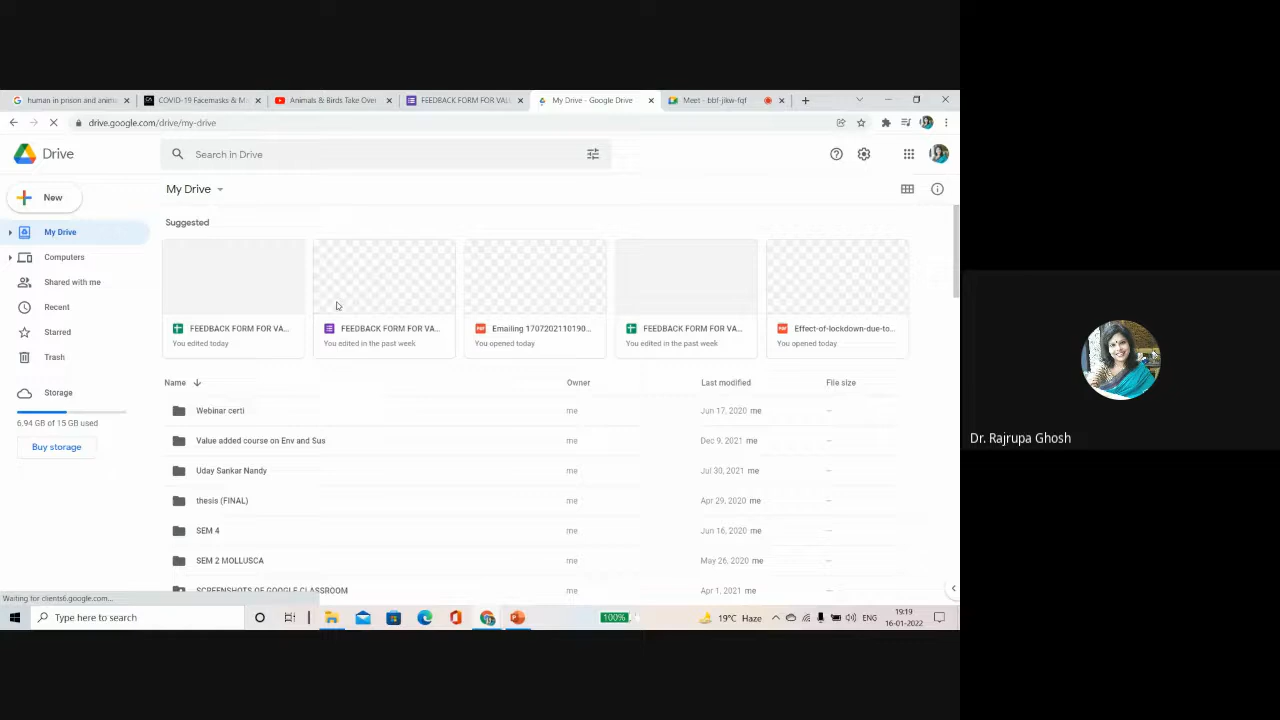 human in prison and anima
COVID-19 Facemasks & M
Animals & Birds Take Over
FEEDBACK FORM FOR VAL
My Drive - Google Drive
Meet - bbf-jikw-fqf
drive.google.com/drive/my-drive
Drive
Search in Drive
New
My Drive
My Drive
Computers
Shared with me
Recent
Starred
Trash
Storage
6.94 GB of 15 GB used
Buy storage
Suggested
FEEDBACK FORM FOR VA...
You edited today
FEEDBACK FORM FOR VA...
You edited in the past week
Emailing 1707202110190...
You opened today
FEEDBACK FORM FOR VA...
You edited in the past week
Effect-of-lockdown-due-to...
You opened today
Name Owner Last modified File size
Webinar certi me Jun 17, 2020 me –
Value added course on Env and Sus me Dec 9, 2021 me –
Uday Sankar Nandy me Jul 30, 2021 me –
thesis (FINAL) me Apr 29, 2020 me –
SEM 4 me Jun 16, 2020 me –
SEM 2 MOLLUSCA me May 26, 2020 me –
SCREENSHOTS OF GOOGLE CLASSROOM me Apr 1, 2021 me –
Waiting for clients6.google.com...
Type here to search
100%
19°C Haze
ENG
19:19
16-01-2022
Dr. Rajrupa Ghosh